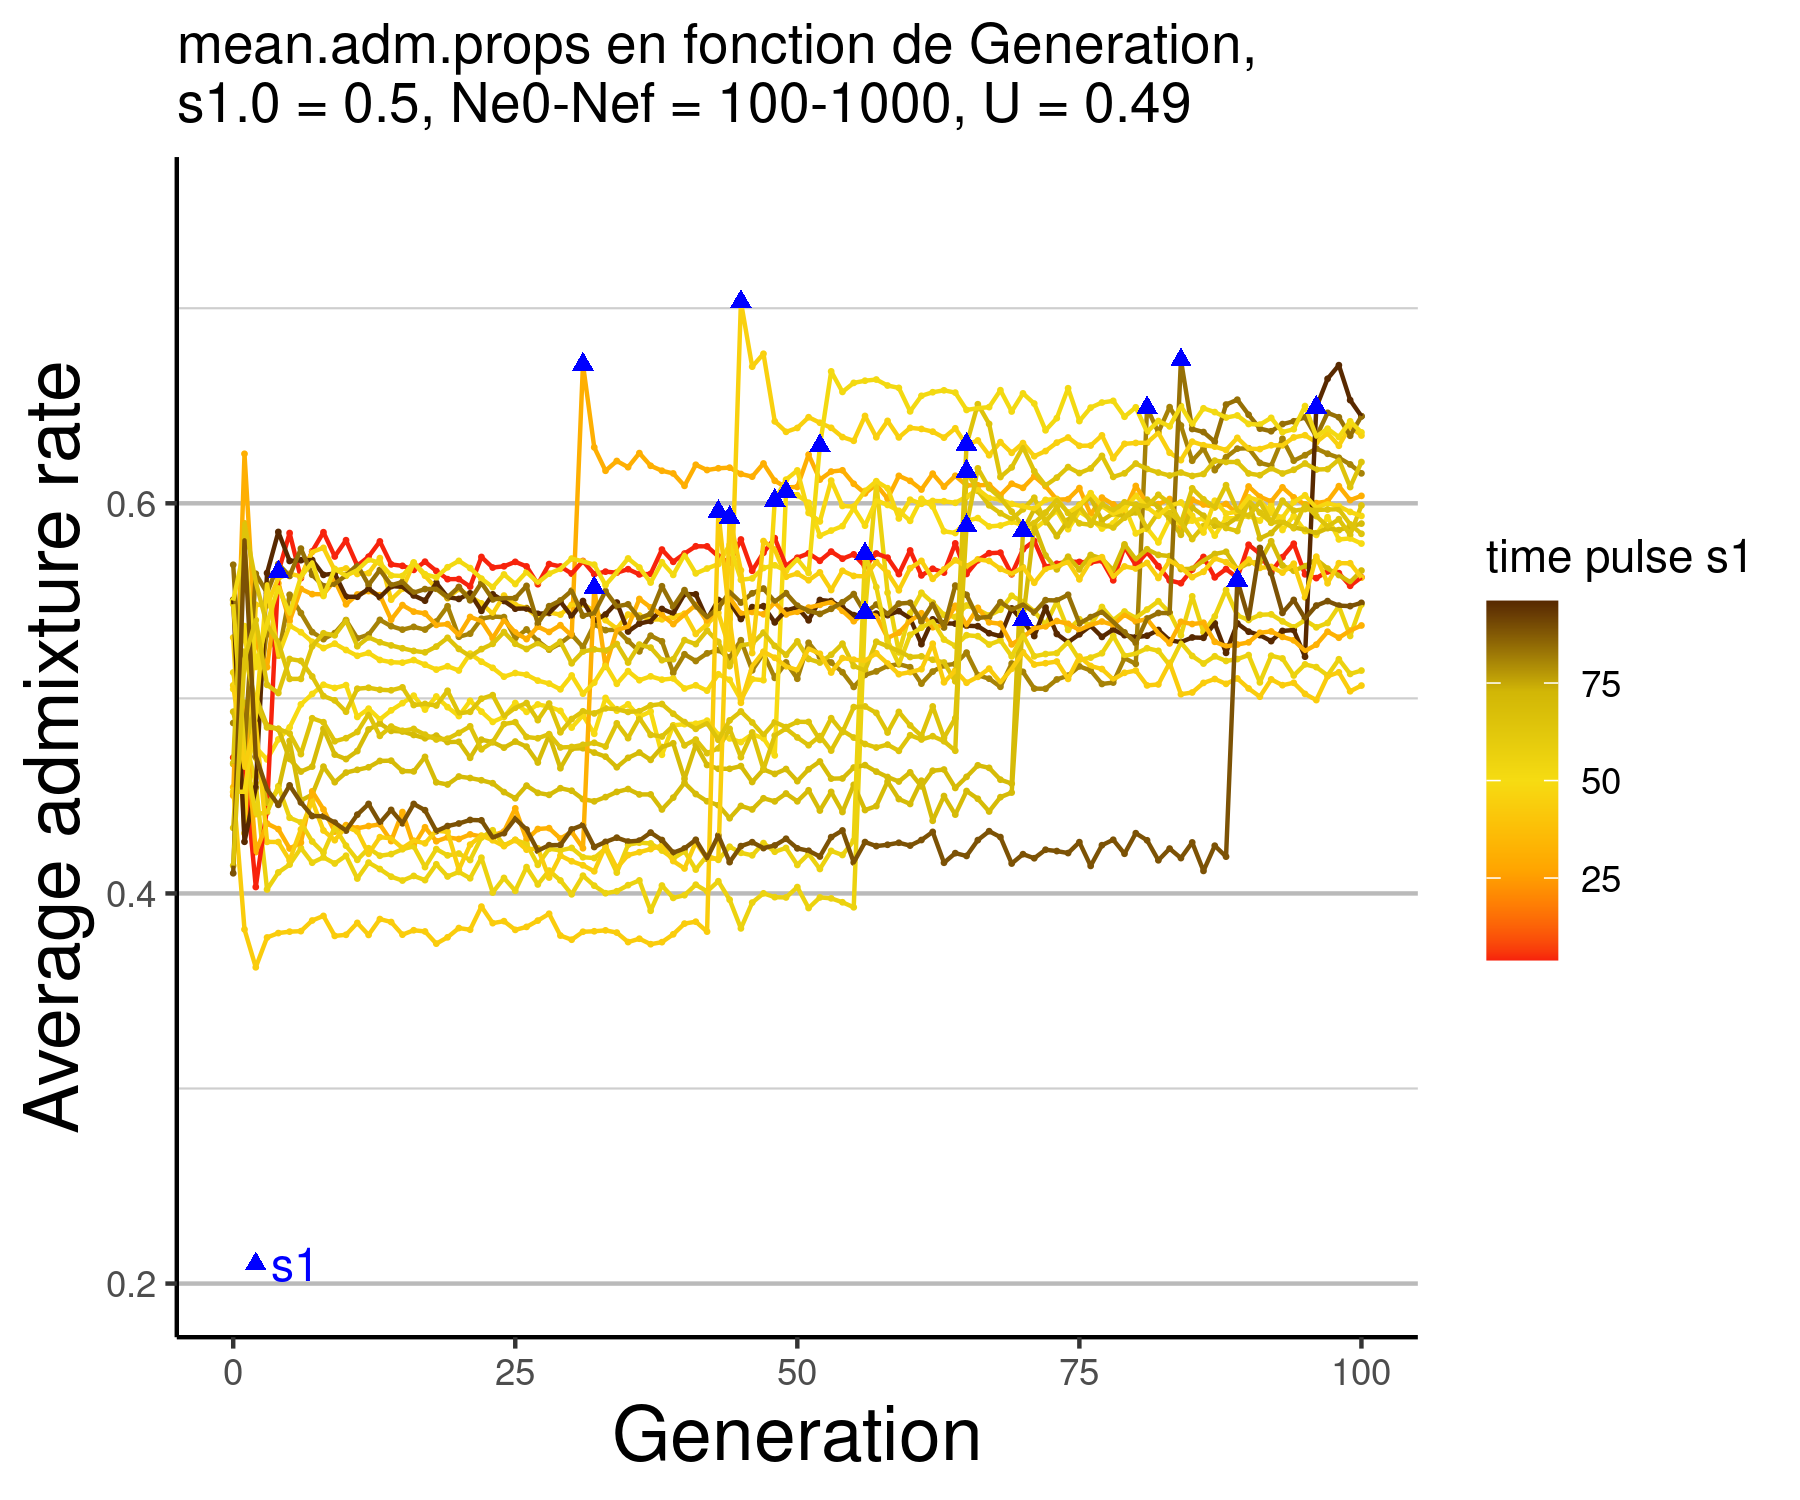 mean.adm.props en fonction de Generation,
s1.0 = 0.5, Ne0-Nef = 100-1000, U = 0.49
Average admixture rate
0.6
0.4
0.2
s1
0
25
50
75
100
Generation
time pulse s1
75
50
25